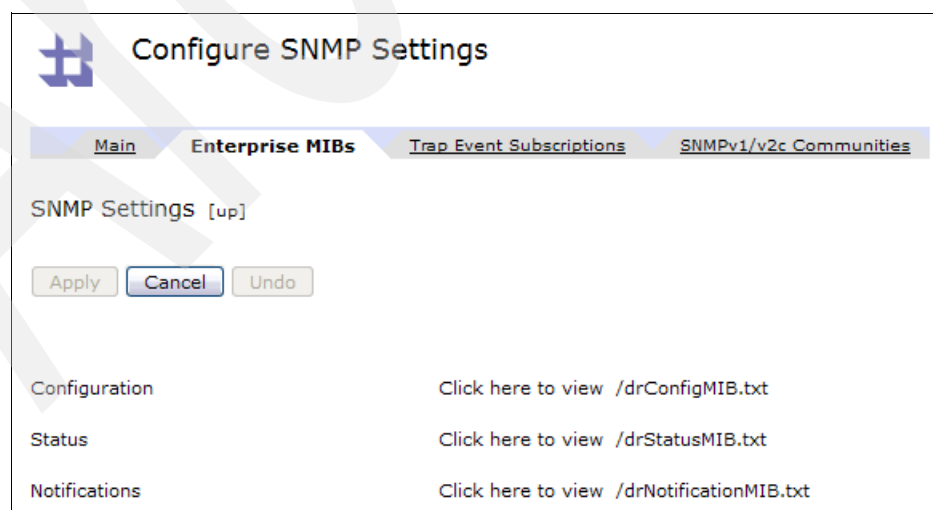 Configure SNMP Settings
Main Enterprise MIBs Trap Event Subscriptions SNMPv1/v2c Communities
SNMP Settings [up]
Apply Cancel Undo
Configuration Click here to view /drConfigMIB.txt
Status Click here to view /drStatusMIB.txt
Notifications Click here to view /drNotificationMIB.txt